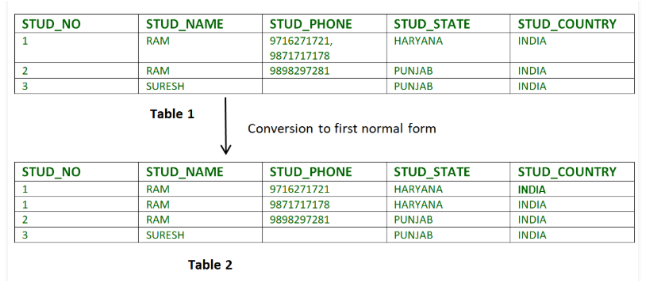 STUD_NO STUD_NAME STUD_PHONE STUD_STATE STUD_COUNTRY
1 RAM 9716271721, HARYANA INDIA
9871717178
2 RAM 9898297281 PUNJAB INDIA
3 SURESH PUNJAB INDIA
Table 1
Conversion to first normal form
STUD_NO STUD_NAME STUD_PHONE STUD_STATE STUD_COUNTRY
1 RAM 9716271721 HARYANA INDIA
1 RAM 9871717178 HARYANA INDIA
2 RAM 9898297281 PUNJAB INDIA
3 SURESH PUNJAB INDIA
Table 2